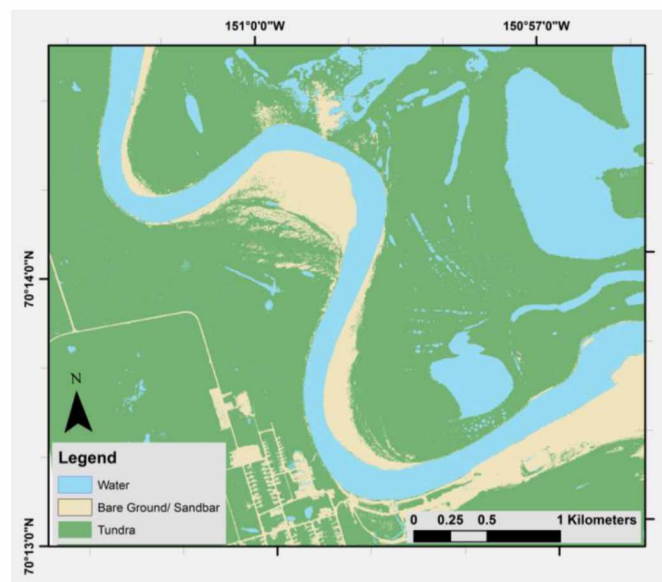 151°0'0"W 150°57'0"W
70°14'0"N
70°13'0"N
N
Legend
Water
Bare Ground/ Sandbar
Tundra
0 0.25 0.5 1 Kilometers